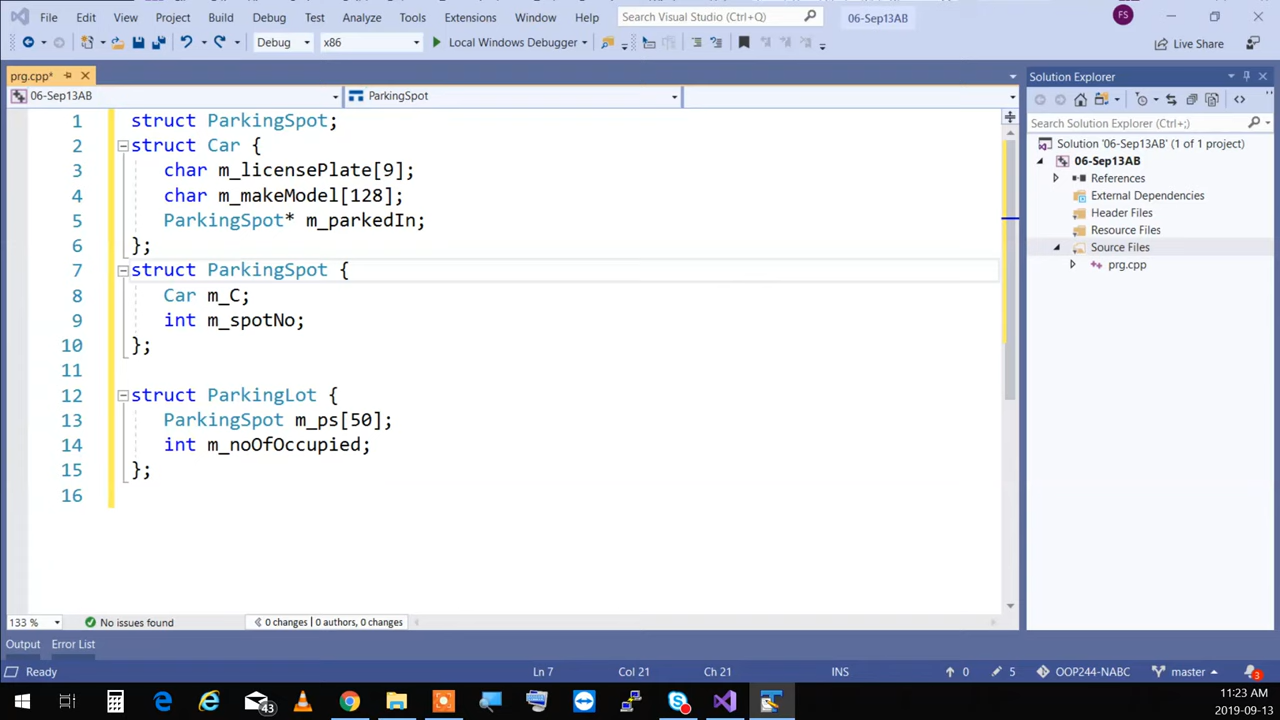 File Edit View Project Build Debug Test Analyze Tools Extensions Window Help Search Visual Studio (Ctrl+Q) 06-Sep13AB FS
Debug x86 Local Windows Debugger Live Share
prg.cpp*
06-Sep13AB ParkingSpot
1 struct ParkingSpot;
2 struct Car {
3 char m_licensePlate[9];
4 char m_makeModel[128];
5 ParkingSpot* m_parkedIn;
6 };
7 struct ParkingSpot {
8 Car m_C;
9 int m_spotNo;
10 };
11
12 struct ParkingLot {
13 ParkingSpot m_ps[50];
14 int m_noOfOccupied;
15 };
16
133 % No issues found 0 changes | 0 authors, 0 changes
Solution Explorer
Search Solution Explorer (Ctrl+;)
Solution '06-Sep13AB' (1 of 1 project)
06-Sep13AB
References
External Dependencies
Header Files
Resource Files
Source Files
prg.cpp
Output Error List
Ready Ln 7 Col 21 Ch 21 INS 0 5 OOP244-NABC master 3
43
11:23 AM
2019-09-13